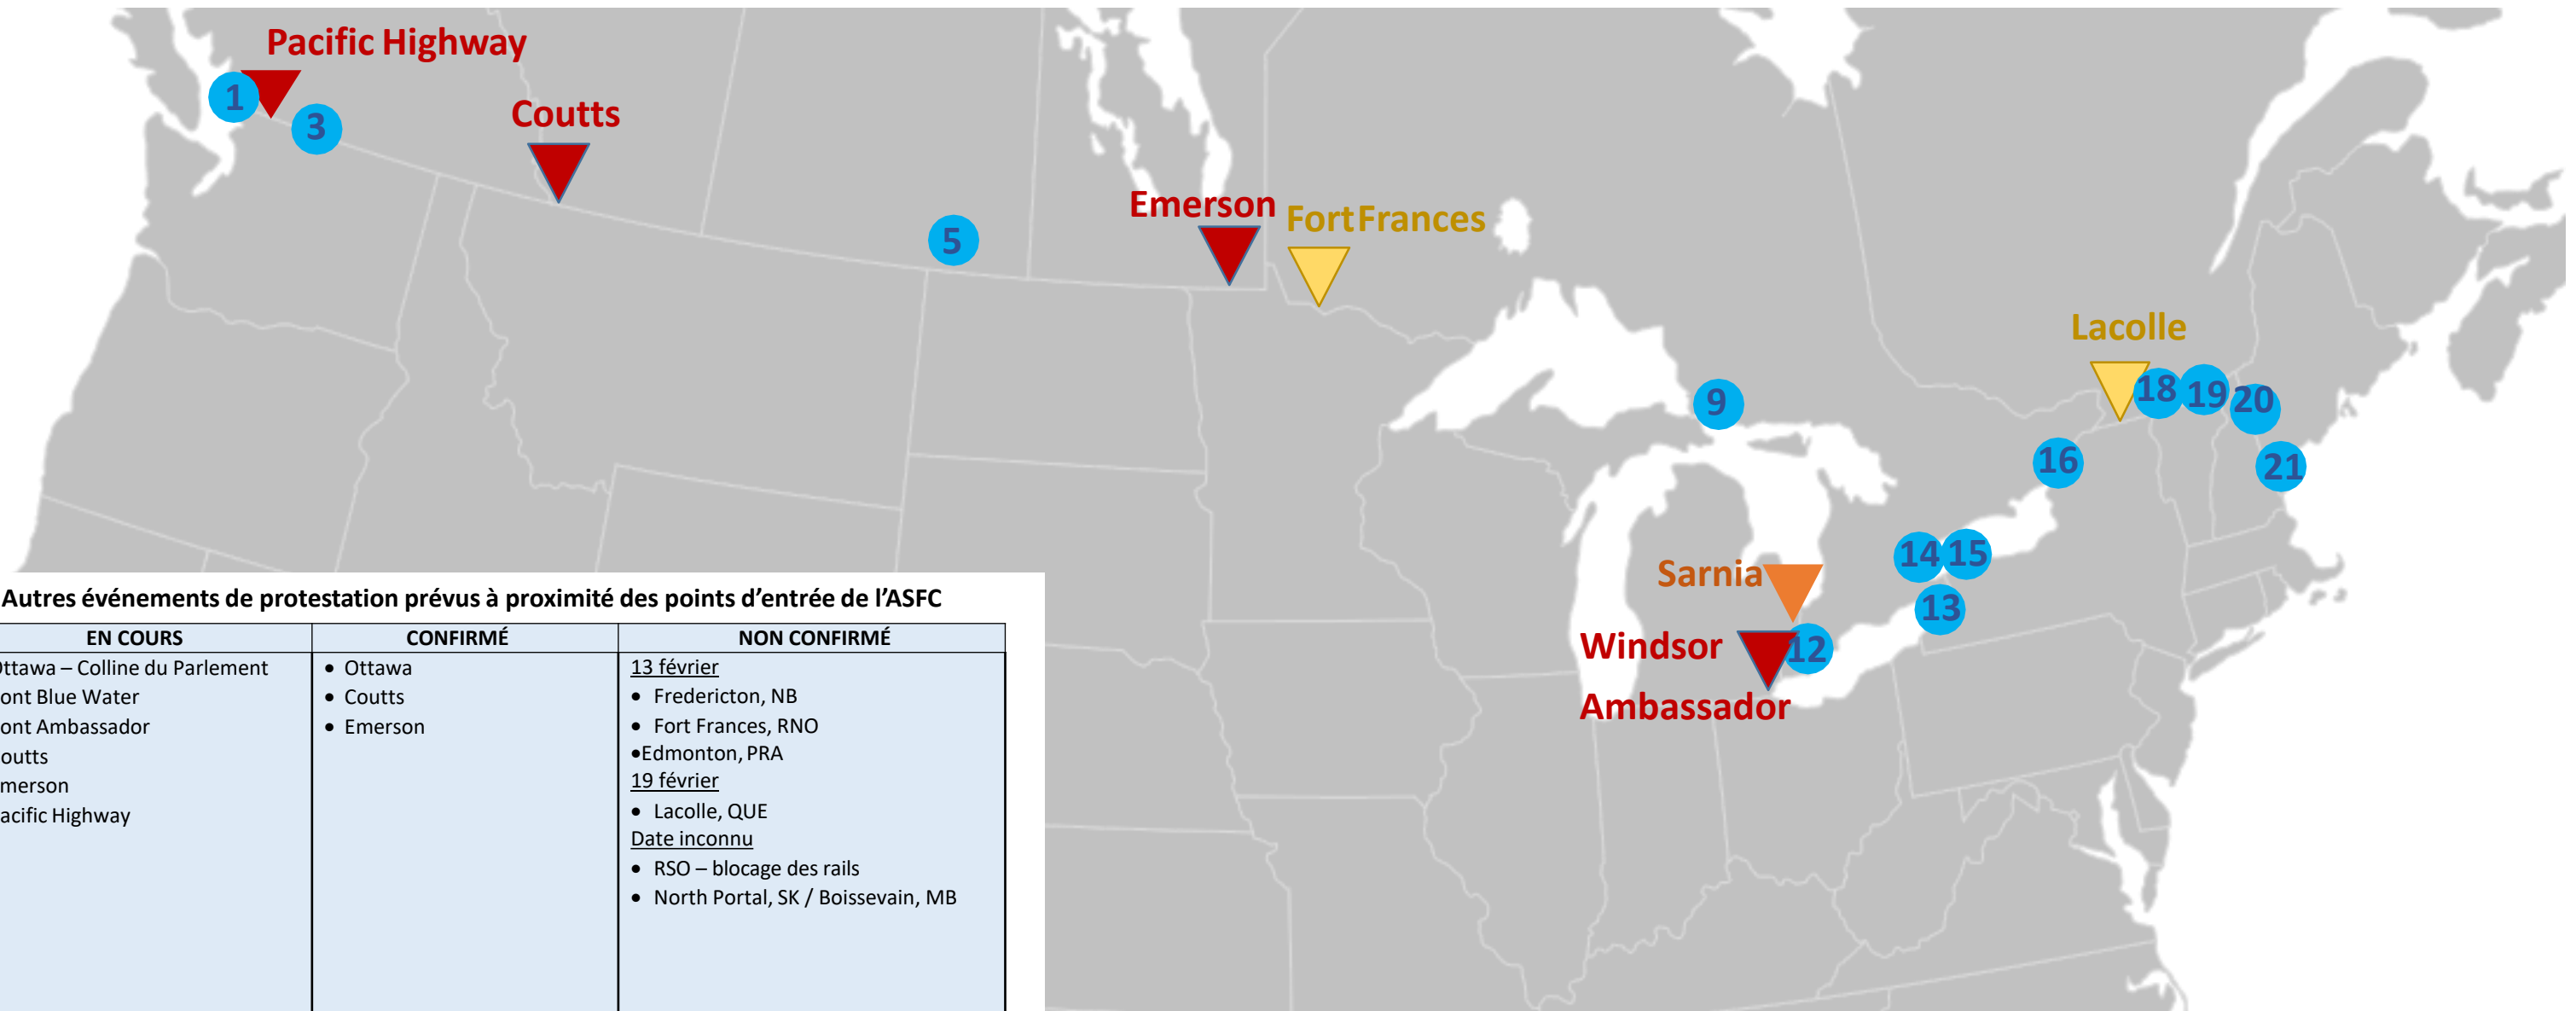 Pacific Highway
1
3
Coutts
5
Emerson
Fort Frances
Lacolle
9
18
19
20
16
21
14
15
Sarnia
13
Windsor
12
Ambassador
Autres événements de protestation prévus à proximité des points d'entrée de l'ASFC
EN COURS
ttawa – Colline du Parlement
ont Blue Water
ont Ambassador
outts
merson
acific Highway
CONFIRMÉ
• Ottawa
• Coutts
• Emerson
NON CONFIRMÉ
13 février
• Fredericton, NB
• Fort Frances, RNO
•Edmonton, PRA
19 février
• Lacolle, QUE
Date inconnu
• RSO – blocage des rails
• North Portal, SK / Boissevain, MB